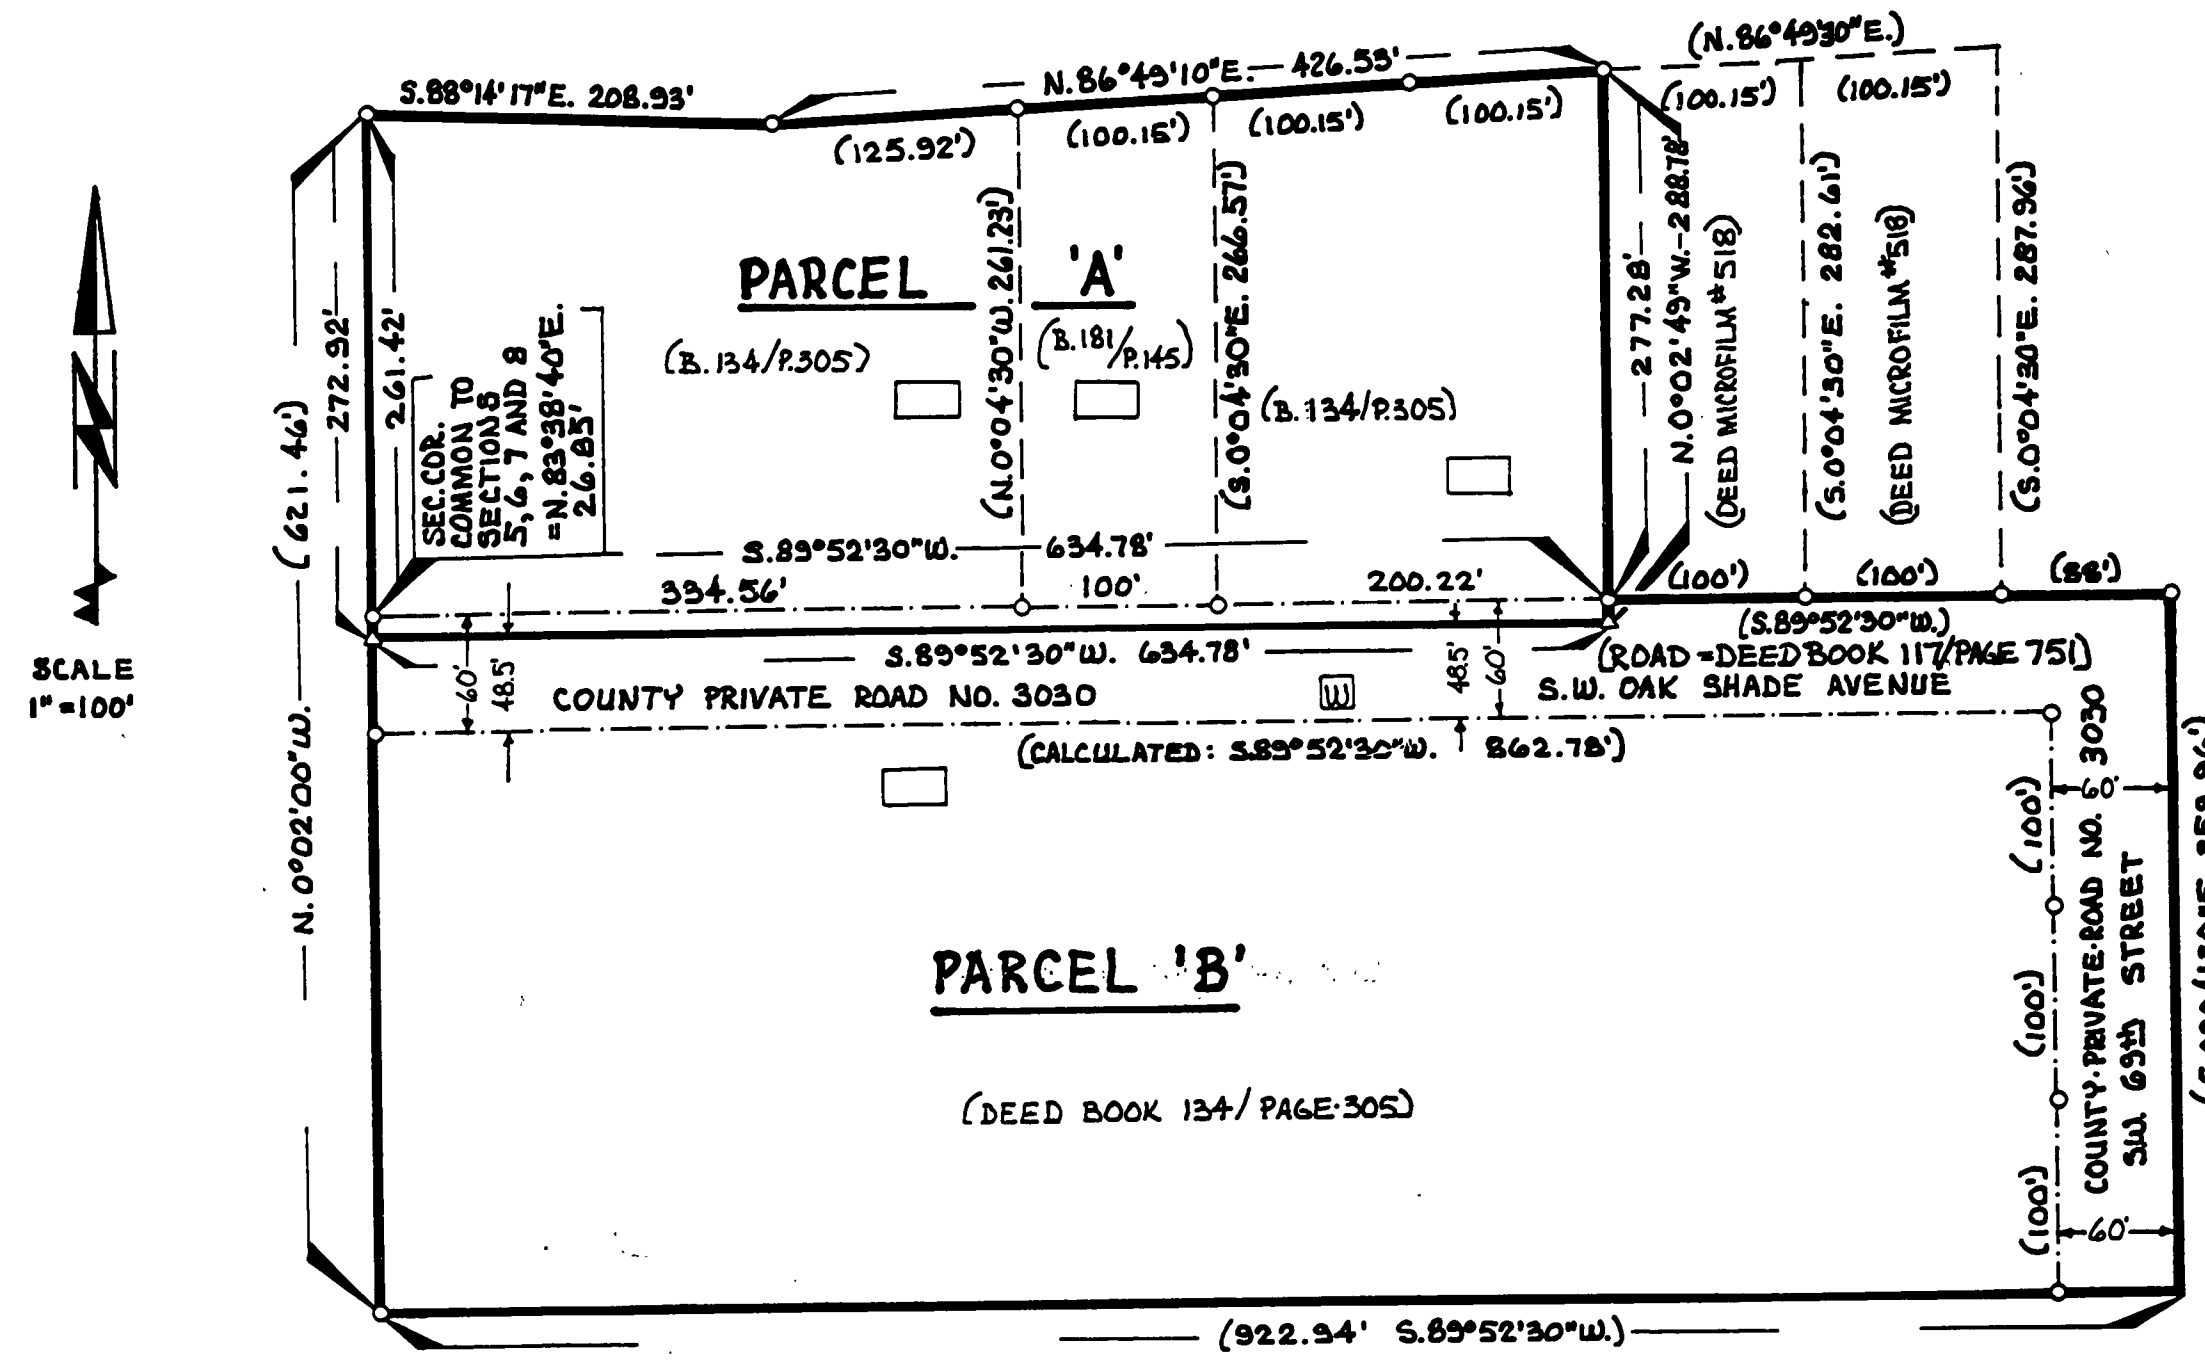 (N.86°49'30"E.)
S.88°14'17"E. 208.93'
N.86°49'10"E. 426.53'
(125.92')
(100.15')
(100.15')
(100.15')
(100.15')
(100.15')
PARCEL 'A'
(B.134/P.305)
(B.181/P.145)
(B.134/P.305)
(N.0°04'30"W. 261.23')
(S.0°04'30"E. 266.57')
277.28'
N.0°02'49"W.-288.78'
(DEED MICROFILM #518)
(S.0°04'30"E. 282.61')
(DEED MICROFILM #518)
(S.0°04'30"E. 287.96')
N.0°02'00"W. (621.46')
272.92'
261.42'
SEC.COR.
COMMON TO
SECTIONS
5,6,7 AND 8
=N.83°38'40"E.
26.85'
SCALE
1"=100'
S.89°52'30"W. 634.78'
334.56'
100'
200.22'
(100')
(100')
(88')
(S.89°52'30"W.)
S.89°52'30"W. 634.78'
(ROAD=DEED BOOK 117/PAGE 751)
60'
48.5'
48.5'
60'
COUNTY PRIVATE ROAD NO. 3030
W
S.W. OAK SHADE AVENUE
(CALCULATED: S.89°52'30"W. 862.78')
(100')
(100')
(100')
60'
60'
COUNTY PRIVATE ROAD NO. 3030
S.W. 69th STREET
PARCEL 'B'
(DEED BOOK 134/PAGE 305)
(922.94' S.89°52'30"W.)